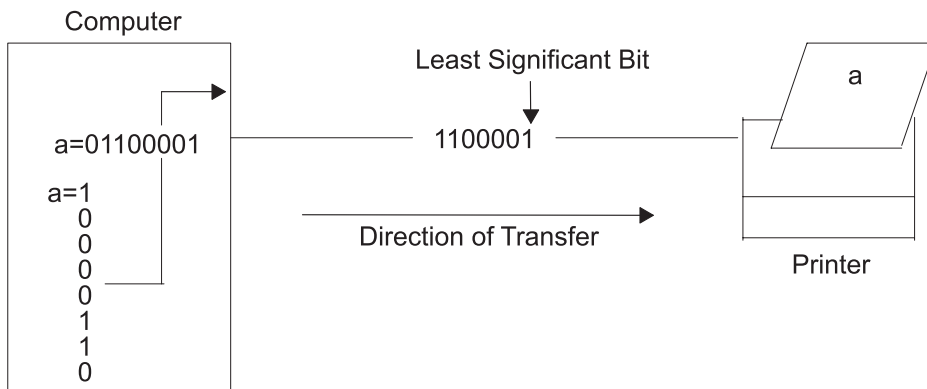 Computer
Least Significant Bit
a
a=01100001
1100001
a=1
0
0
0
0
1
1
0
Direction of Transfer
Printer